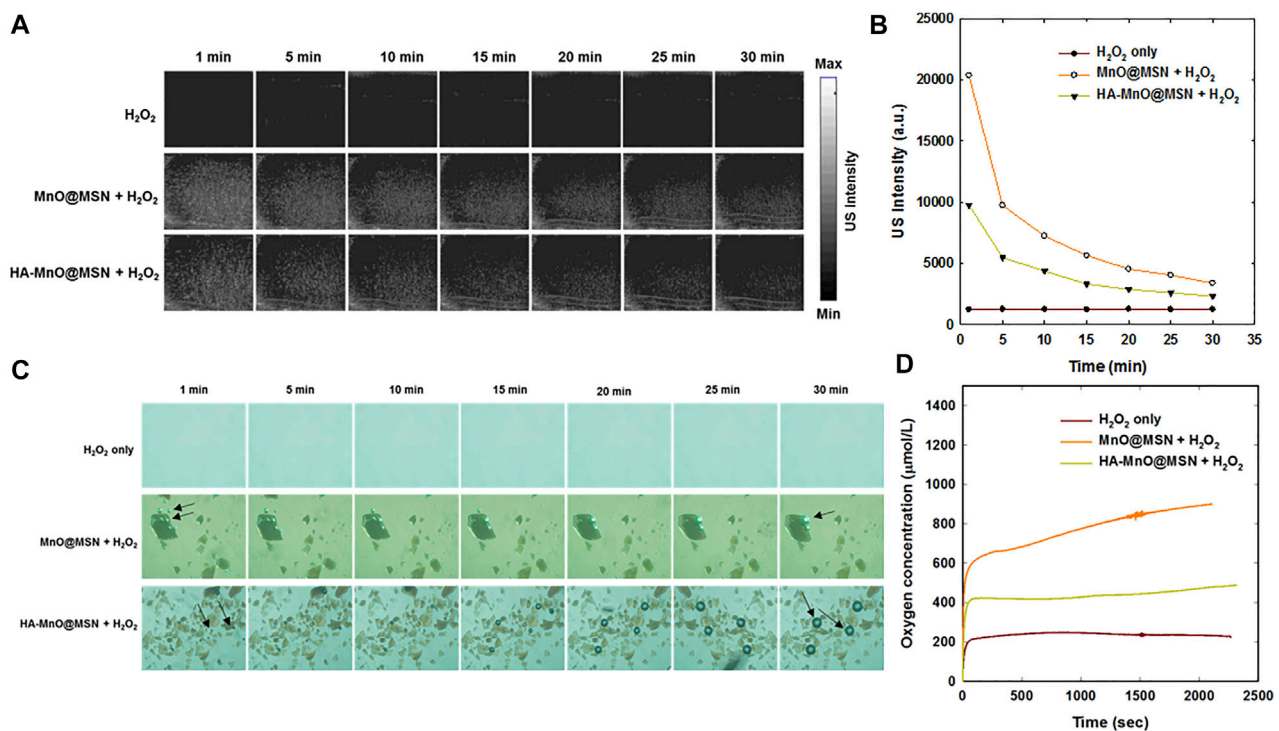 A
1 min 5 min 10 min 15 min 20 min 25 min 30 min
H₂O₂
MnO@MSN + H₂O₂
HA-MnO@MSN + H₂O₂
Max
US Intensity
Min
B
25000
20000
15000
10000
5000
0
US Intensity (a.u.)
H₂O₂ only
MnO@MSN + H₂O₂
HA-MnO@MSN + H₂O₂
0 5 10 15 20 25 30 35
Time (min)
C
1 min 5 min 10 min 15 min 20 min 25 min 30 min
H₂O₂ only
MnO@MSN + H₂O₂
HA-MnO@MSN + H₂O₂
D
1400
1200
1000
800
600
400
200
0
Oxygen concentration (µmol/L)
H₂O₂ only
MnO@MSN + H₂O₂
HA-MnO@MSN + H₂O₂
0 500 1000 1500 2000 2500
Time (sec)